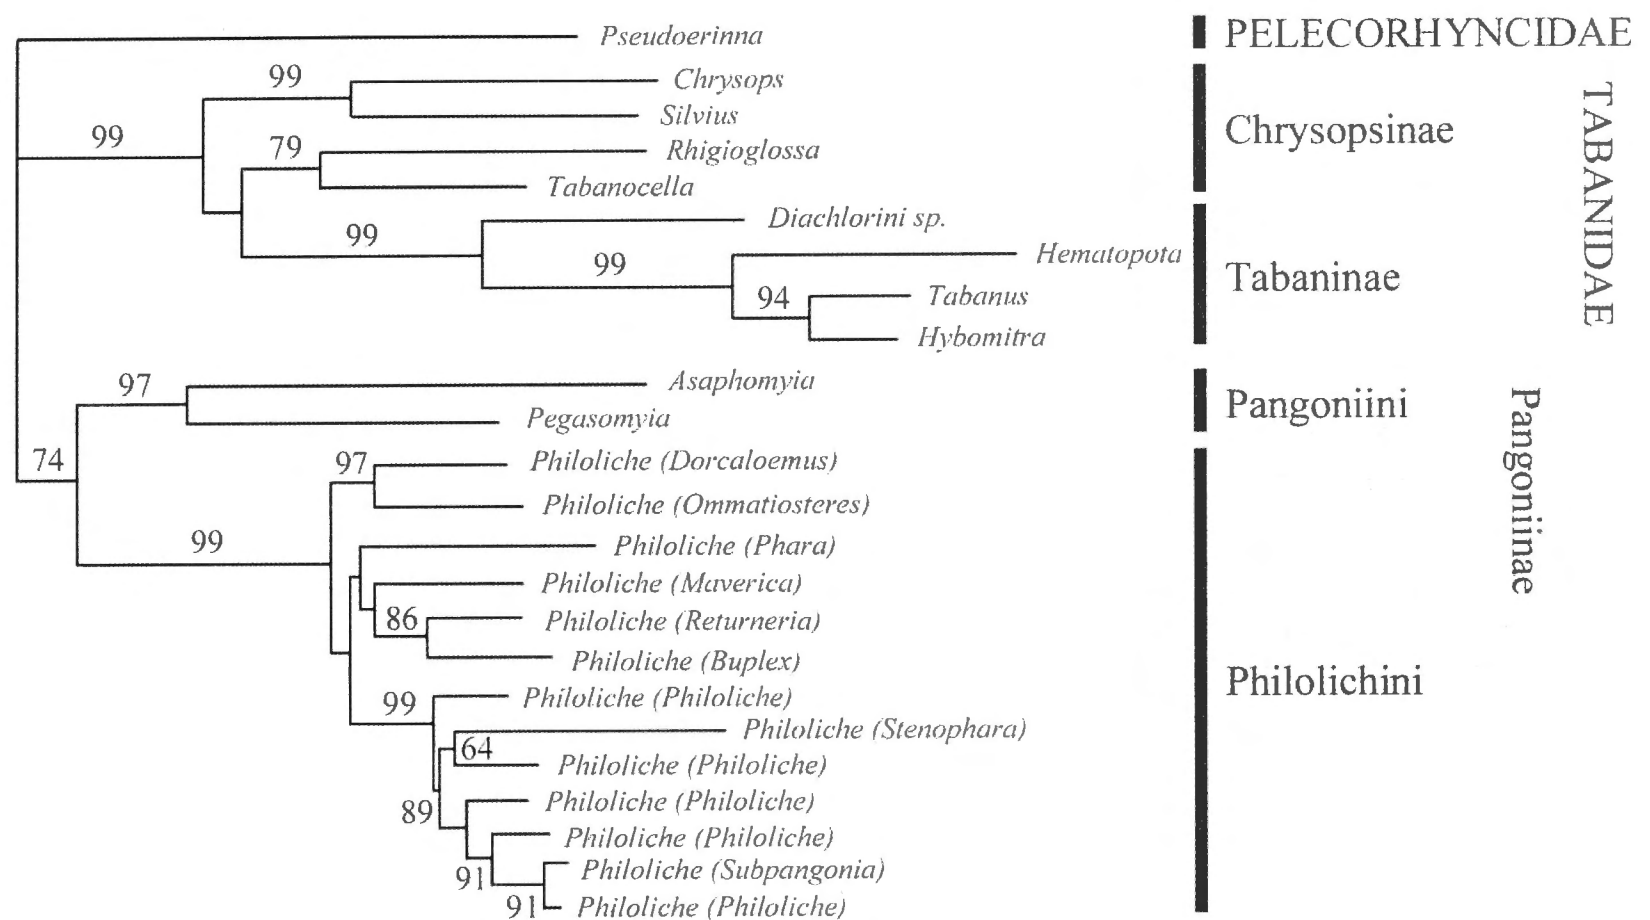 Pseudoerinna
PELECORHYNCIDAE
99
Chrysops
Silvius
99
79
Rhigioglossa
Tabanocella
Chrysopsinae
TABANIDAE
99
Diachlorini sp.
99
Hematopota
94
Tabanus
Hybomitra
Tabaninae
97
Asaphomyia
Pegasomyia
Pangoniini
Pangoniinae
74
97
Philoliche (Dorcaloemus)
Philoliche (Ommatiosteres)
99
Philoliche (Phara)
Philoliche (Maverica)
86
Philoliche (Returneria)
Philoliche (Buplex)
Philolichini
99
Philoliche (Philoliche)
Philoliche (Stenophara)
64
Philoliche (Philoliche)
89
Philoliche (Philoliche)
Philoliche (Philoliche)
91
Philoliche (Subpangonia)
91
Philoliche (Philoliche)